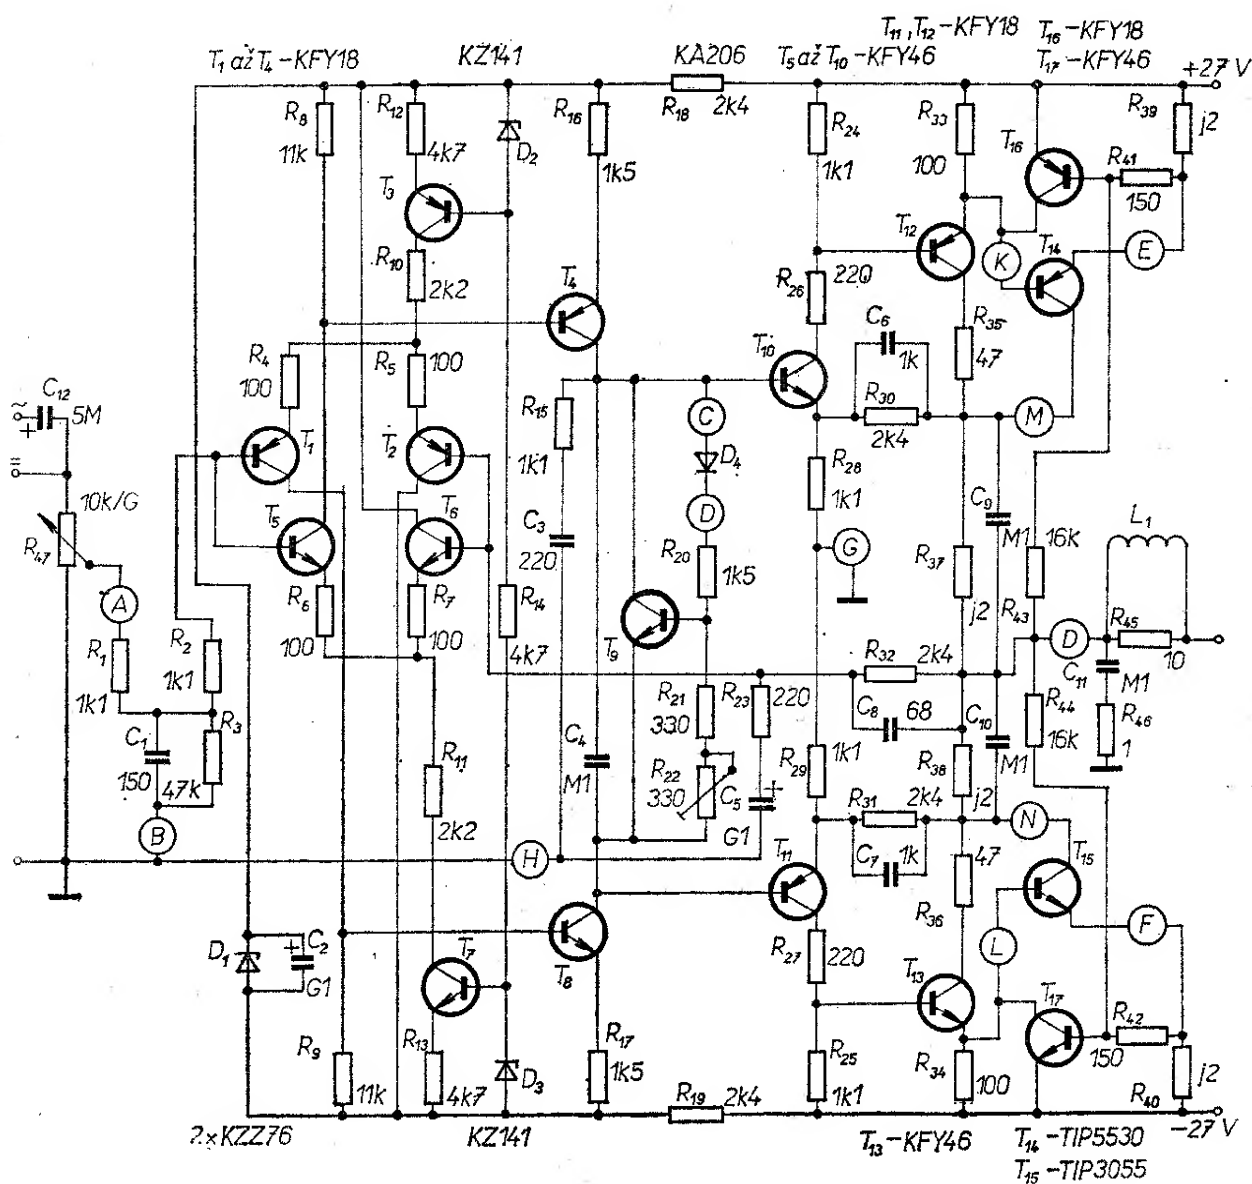 T11, T12-KFY18
T16-KFY18
T1 až T4-KFY18
KZ141
KA206
T5 až T10-KFY46
T17-KFY46
+27 V
R8
11k
R12
4k7
D2
R16
1k5
R18
2k4
R24
1k1
R33
100
T16
R39
j2
R41
150
T3
R10
2k2
T4
R26
220
T12
K
T14
E
C12
5M
R4
100
R5
100
T10
C6
1k
R35
47
R30
2k4
M
R15
1k1
C
D4
D
T1
T2
R28
1k1
C9
M1
10k/G
R47
T5
T6
C3
220
G
R37
j2
16k
R43
L1
A
R6
100
R7
100
R14
4k7
R20
1k5
T9
R1
1k1
R2
1k1
R3
47k
C1
150
B
R32
2k4
D
R45
10
C11
M1
R46
1
R21
330
R23
220
C8
68
C10
M1
R44
16k
R11
2k2
C4
M1
R22
330
C5
G1
R29
1k1
R38
j2
R31
2k4
C7
1k
N
H
T11
47
R36
T15
F
L
D1
C2
G1
T7
T8
R27
220
T13
T17
R42
150
R9
11k
R13
4k7
D3
R17
1k5
R19
2k4
R25
1k1
R34
100
R40
j2
-27 V
2×KZZ76
KZ141
T13-KFY46
T14-TIP5530
T15-TIP3055